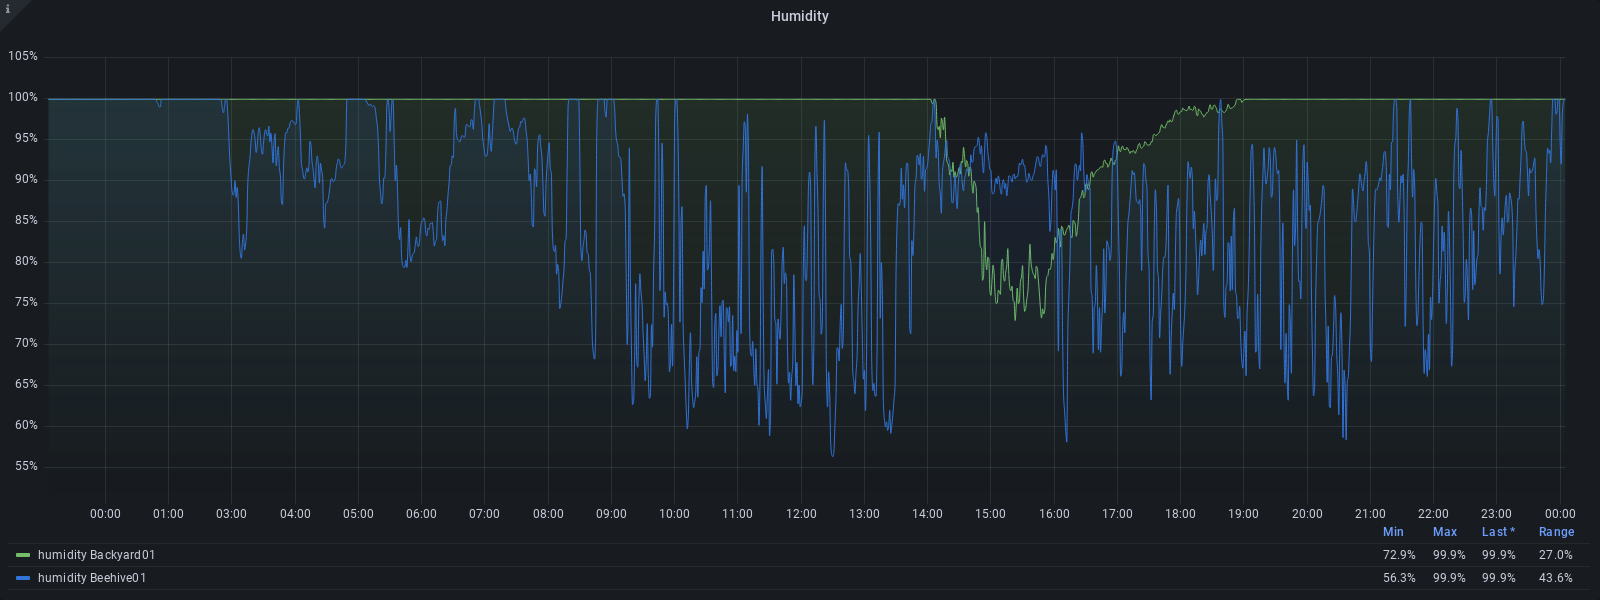 i
Humidity
105%
100%
95%
90%
85%
80%
75%
70%
65%
60%
55%
00:00 01:00 03:00 04:00 05:00 06:00 07:00 08:00 09:00 10:00 11:00 12:00 13:00 14:00 15:00 16:00 17:00 18:00 19:00 20:00 21:00 22:00 23:00 00:00
Min Max Last * Range
humidity Backyard01 72.9% 99.9% 99.9% 27.0%
humidity Beehive01 56.3% 99.9% 99.9% 43.6%